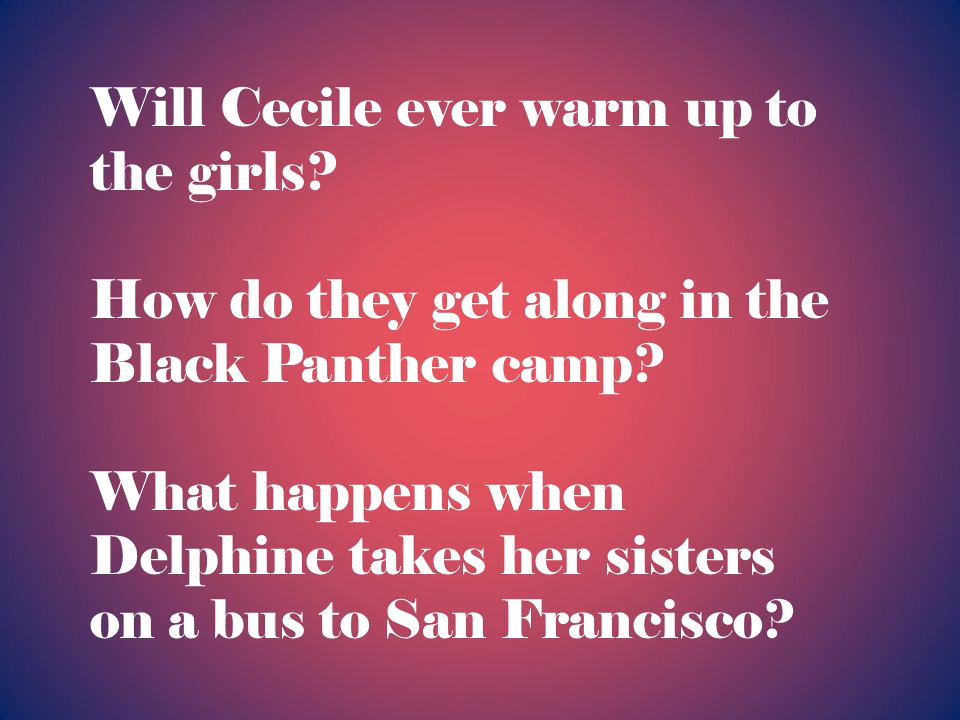 Will Cecile ever warm up to
the girls?
How do they get along in the
Black Panther camp?
What happens when
Delphine takes her sisters
on a bus to San Francisco?